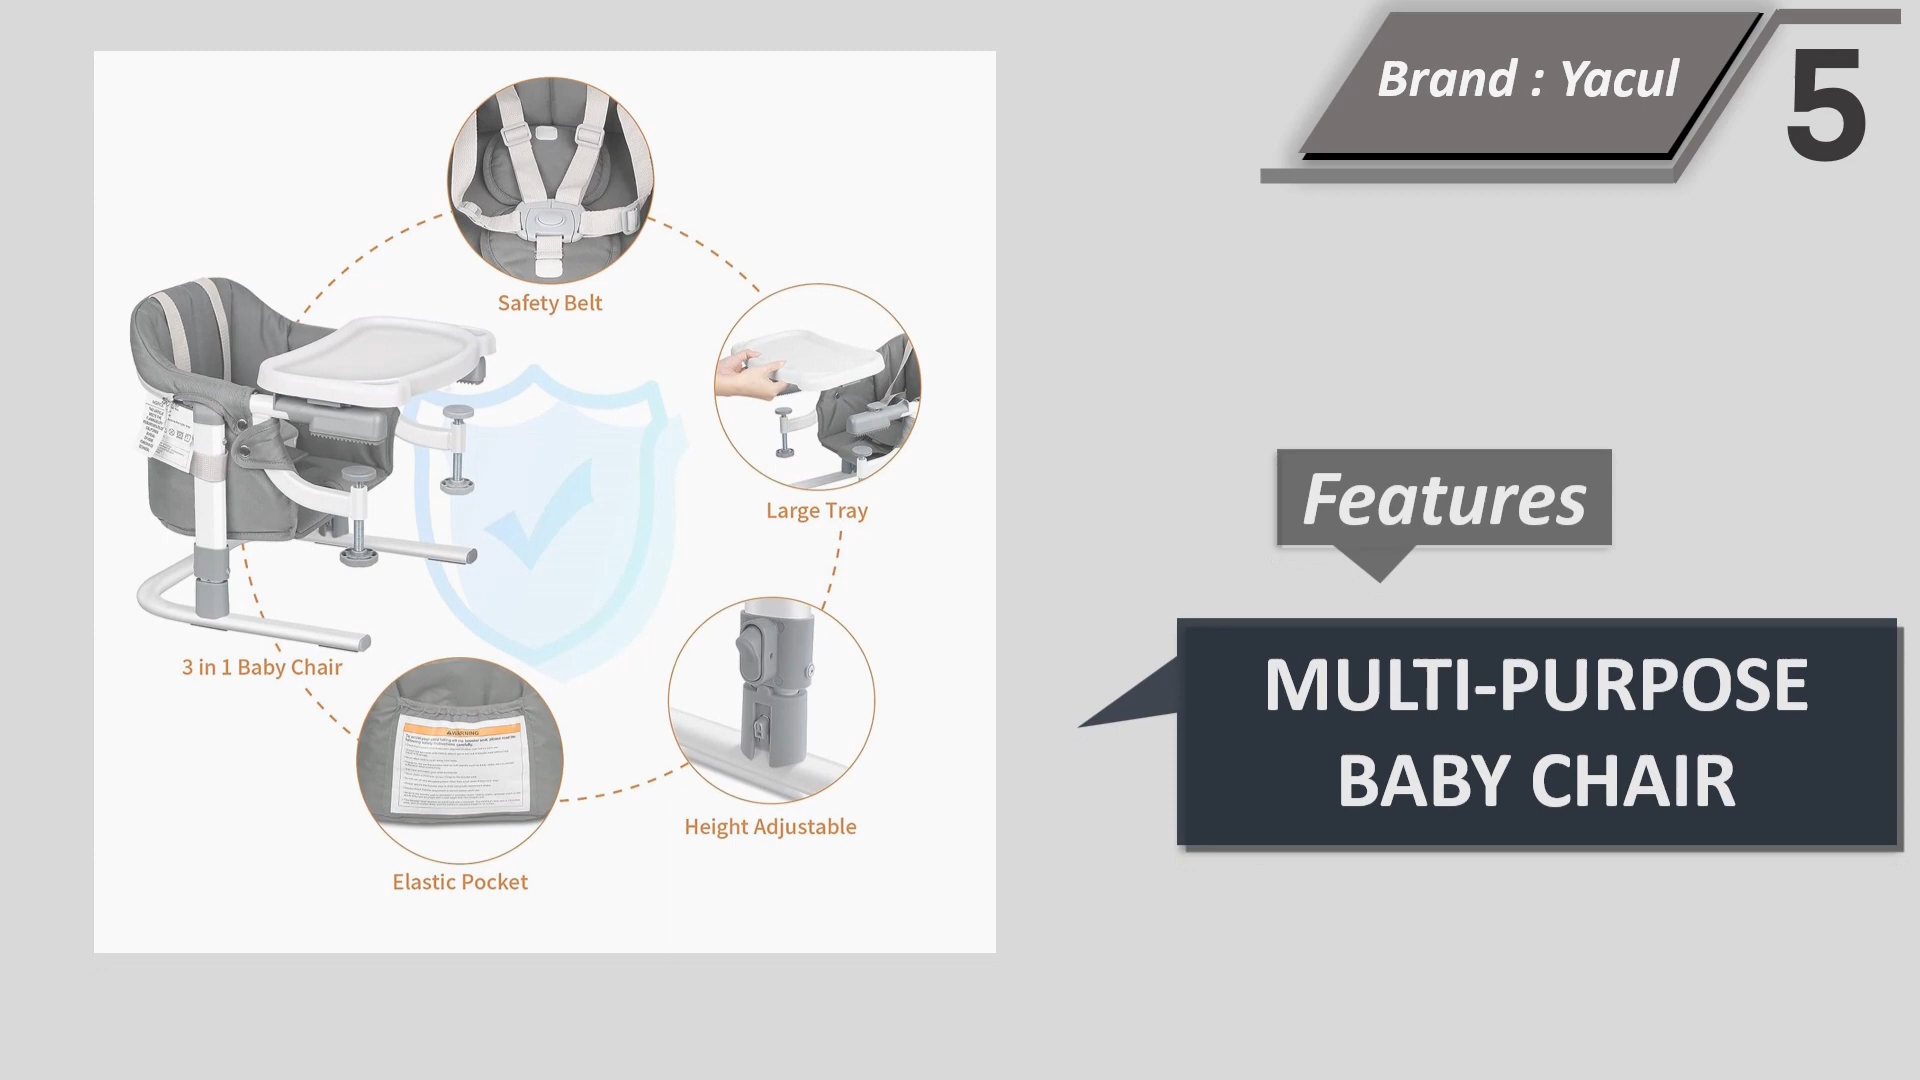 Brand : Yacul
5
Safety Belt
Large Tray
3 in 1 Baby Chair
Height Adjustable
Elastic Pocket
WARNING
Features
MULTI-PURPOSE
BABY CHAIR